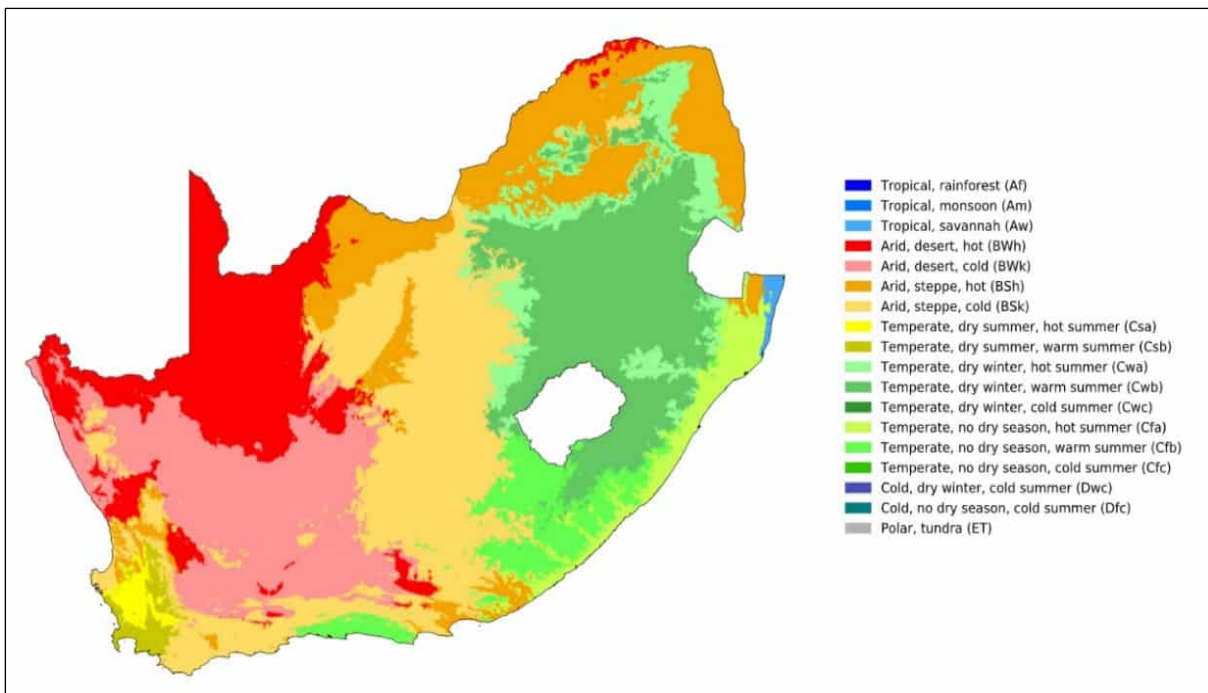 Tropical, rainforest (Af)
Tropical, monsoon (Am)
Tropical, savannah (Aw)
Arid, desert, hot (BWh)
Arid, desert, cold (BWk)
Arid, steppe, hot (BSh)
Arid, steppe, cold (BSk)
Temperate, dry summer, hot summer (Csa)
Temperate, dry summer, warm summer (Csb)
Temperate, dry winter, hot summer (Cwa)
Temperate, dry winter, warm summer (Cwb)
Temperate, dry winter, cold summer (Cwc)
Temperate, no dry season, hot summer (Cfa)
Temperate, no dry season, warm summer (Cfb)
Temperate, no dry season, cold summer (Cfc)
Cold, dry winter, cold summer (Dwc)
Cold, no dry season, cold summer (Dfc)
Polar, tundra (ET)